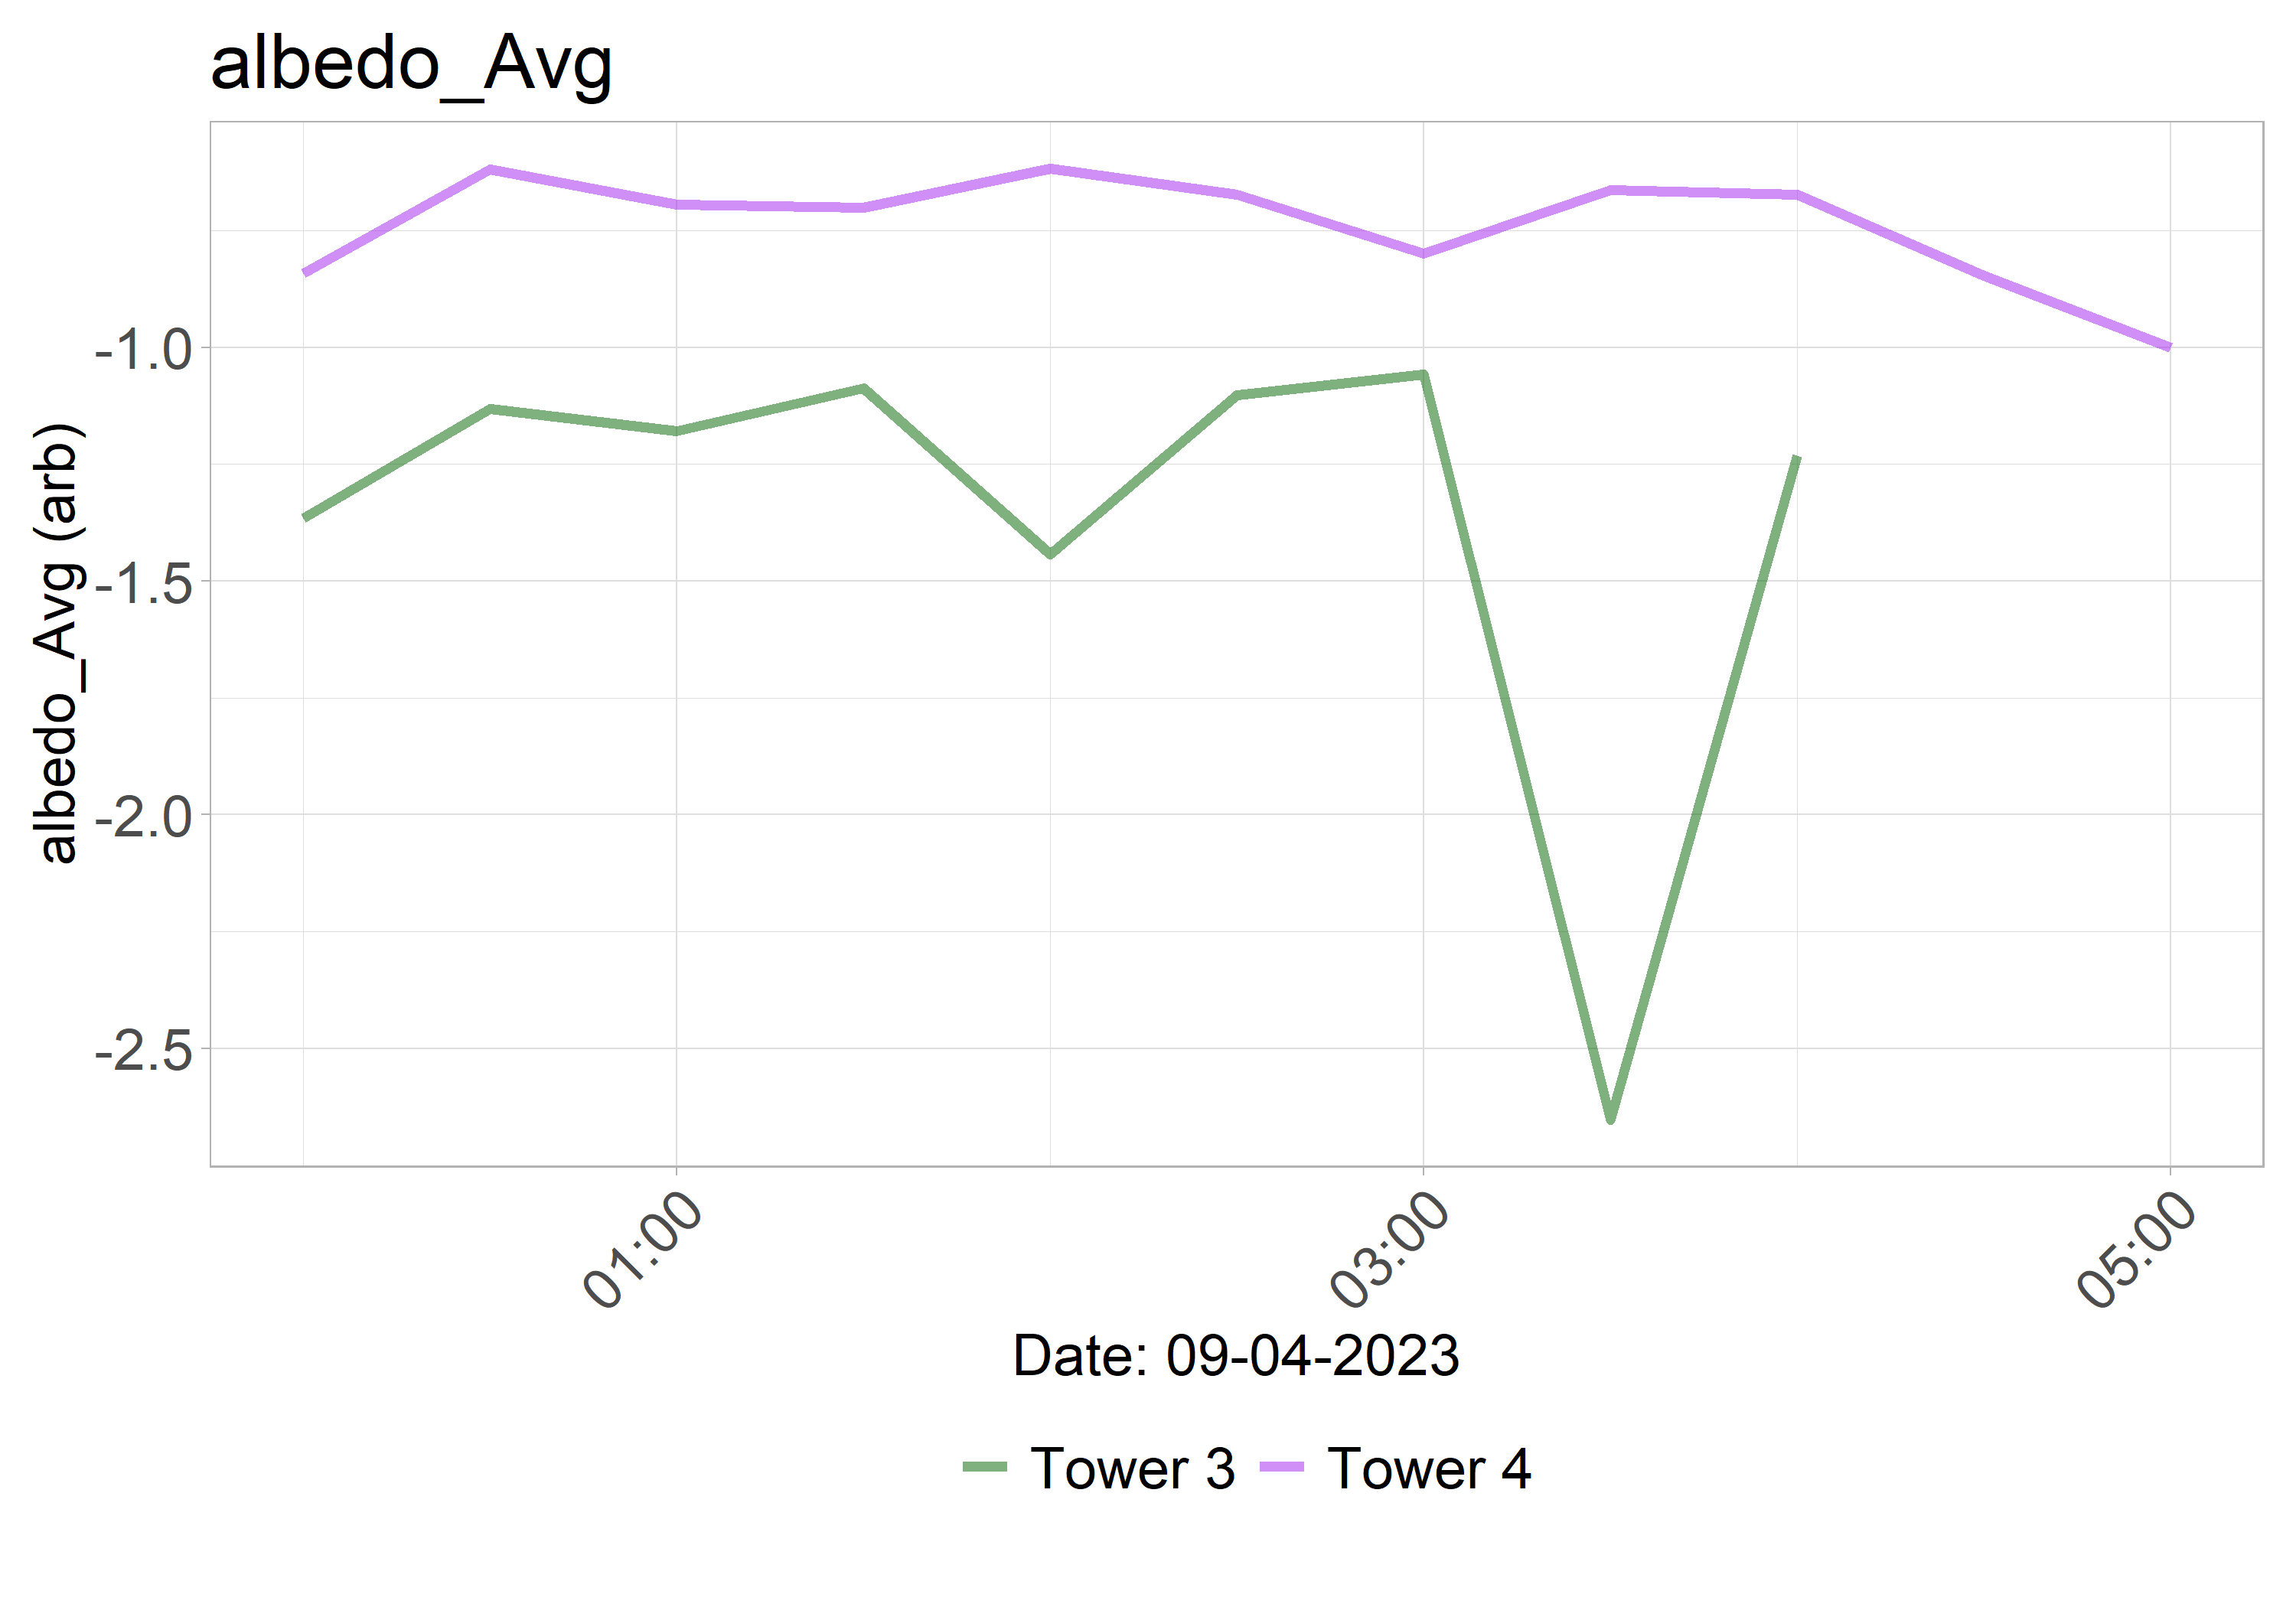 albedo_Avg
albedo_Avg (arb)
-1.0
-1.5
-2.0
-2.5
01:00
03:00
05:00
Date: 09-04-2023
Tower 3
Tower 4